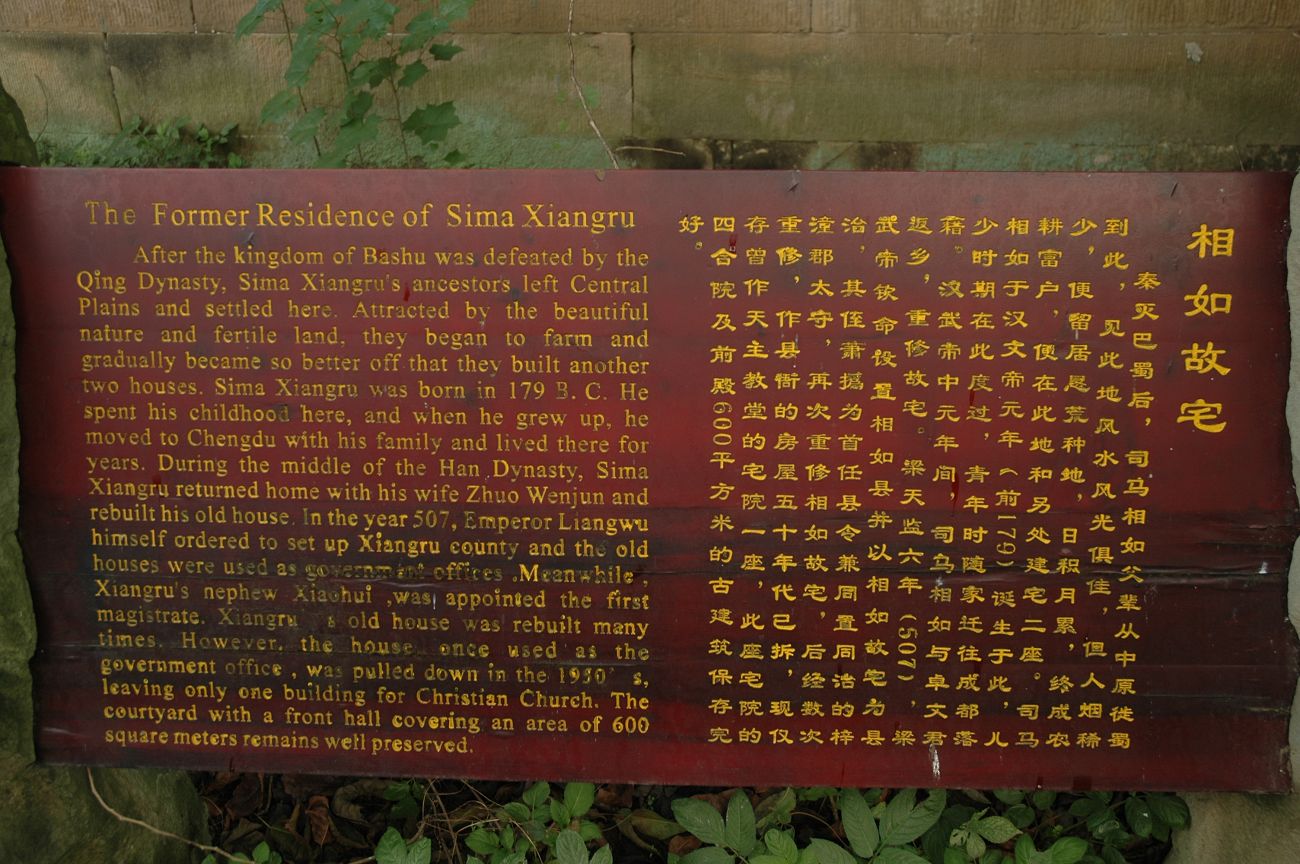 The Former Residence of Sima Xiangru
After the kingdom of Bashu was defeated by the
Qing Dynasty, Sima Xiangru's ancestors left Central
Plains and settled here. Attracted by the beautiful
nature and fertile land, they began to farm and
gradually became so better off that they built another
two houses. Sima Xiangru was born in 179 B. C. He
spent his childhood here, and when he grew up, he
moved to Chengdu with his family and lived there for
years. During the middle of the Han Dynasty, Sima
Xiangru returned home with his wife Zhuo Wenjun and
rebuilt his old house. In the year 507, Emperor Liangwu
himself ordered to set up Xiangru county and the old
houses were used as government offices .Meanwhile ,
Xiangru's nephew Xiaohui ,was appointed the first
magistrate. Xiangru 's old house was rebuilt many
times. However, the house, once used as the
government office , was pulled down in the 1950' s,
leaving only one building for Christian Church. The
courtyard with a front hall covering an area of 600
square meters remains well preserved.
相如故宅
秦灭巴蜀后，司马相如父辈从中原徙蜀
到此，见此地风水风光俱佳，但人烟稀
少，便留居恳荒种地，日积月累，终成农
耕富户，便在此地和另处建宅二座。司马
相如于汉文帝元年（前179）诞生于此，儿
少时期在此度过，青年时随家迁往成都落
籍。汉武帝中元年间，司马相如与卓文君
返乡，重修故宅。梁天监六年（507），梁
武帝钦命设置相如县并以相如故宅为县
治，其侄萧撝为首任县令兼同置同治的梓
潼郡太守，再次重修相如故宅，后经数次
重修，作县衙的房屋五十年代已拆，现仅
存曾作天主教堂的宅院一座，此座宅院的
四合院及前殿600平方米的古建筑保存完
好。